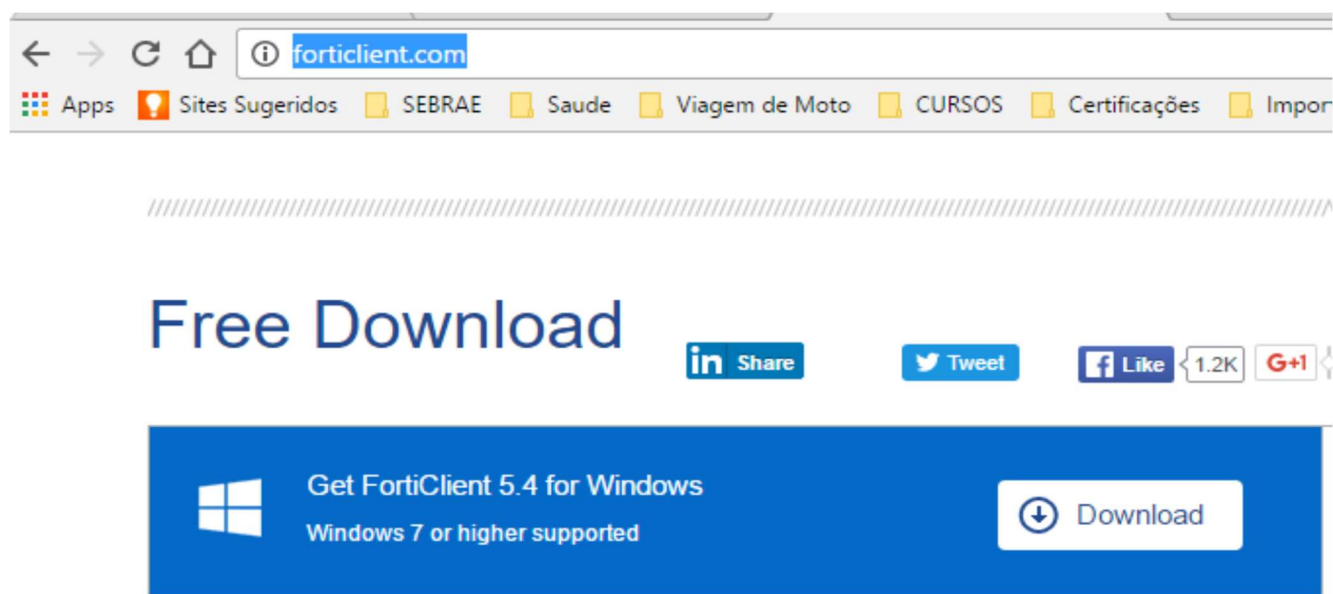 forticlient.com
Apps Sites Sugeridos SEBRAE Saude Viagem de Moto CURSOS Certificações
Free Download
in Share Tweet f Like 1.2K G+1
Get FortiClient 5.4 for Windows
Windows 7 or higher supported
Download